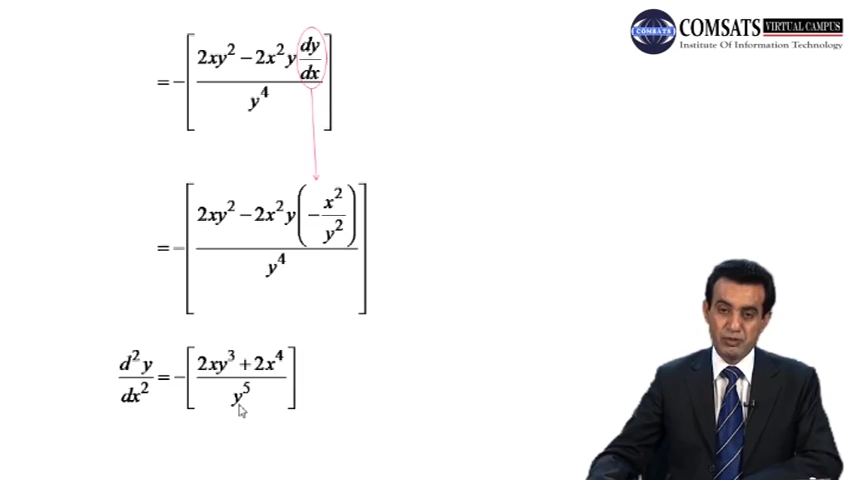 COMSATS VIRTUAL CAMPUS
Institute Of Information Technology
= −[ (2xy² − 2x²y dy/dx) / y⁴ ]
= −[ (2xy² − 2x²y(−x²/y²)) / y⁴ ]
d²y/dx² = −[ (2xy³ + 2x⁴) / y⁵ ]